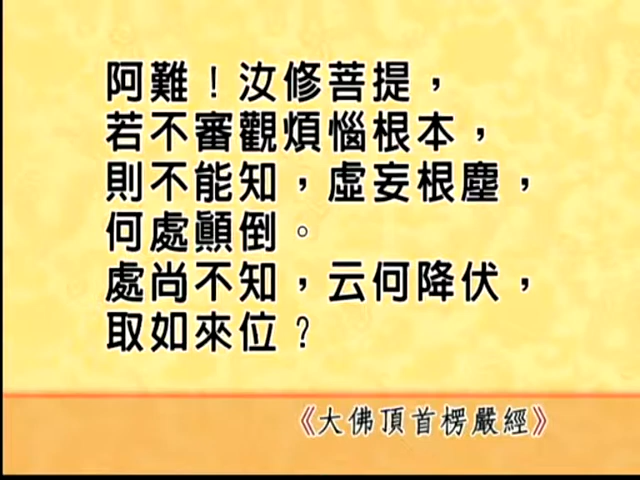 阿難！汝修菩提，
若不審觀煩惱根本，
則不能知，虛妄根塵，
何處顛倒。
處尚不知，云何降伏，
取如來位？
《大佛頂首楞嚴經》